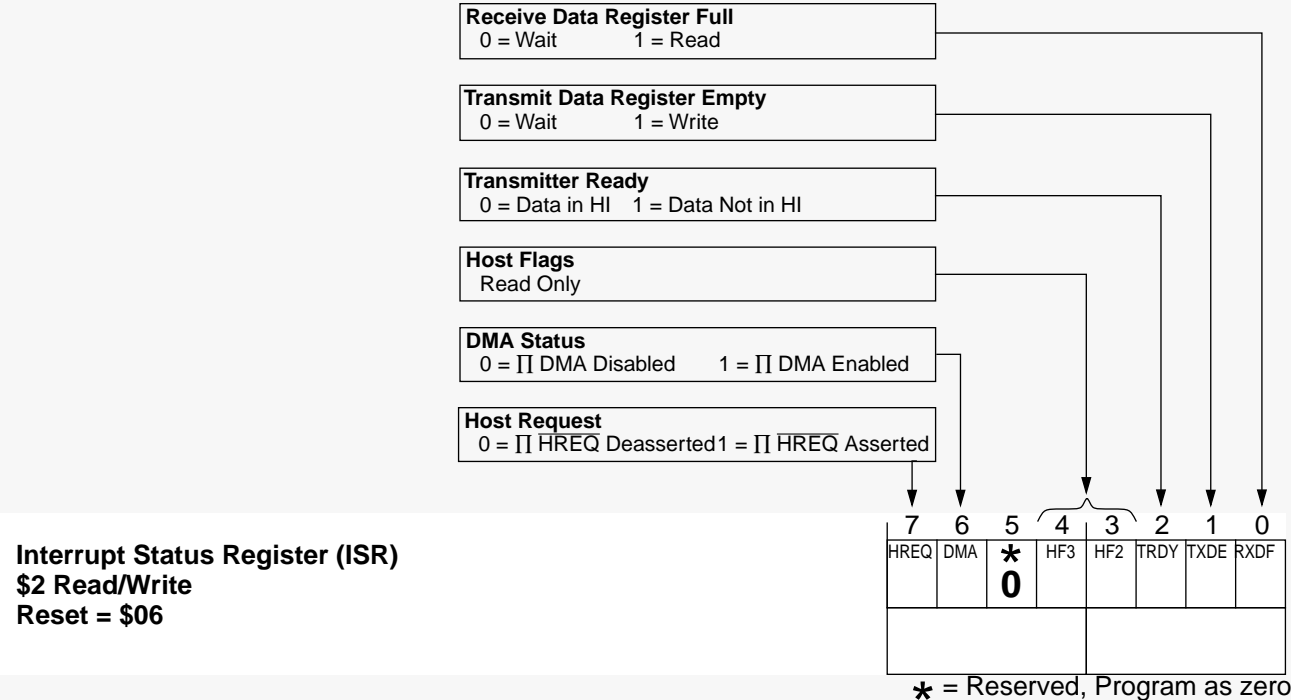 Receive Data Register Full
0 = Wait 1 = Read
Transmit Data Register Empty
0 = Wait 1 = Write
Transmitter Ready
0 = Data in HI 1 = Data Not in HI
Host Flags
Read Only
DMA Status
0 = ∏ DMA Disabled 1 = ∏ DMA Enabled
Host Request
0 = ∏ HREQ Deasserted1 = ∏ HREQ Asserted
7 6 5 4 3 2 1 0
HREQ DMA * HF3 HF2 TRDY TXDE RXDF
0
Interrupt Status Register (ISR)
$2 Read/Write
Reset = $06
* = Reserved, Program as zero